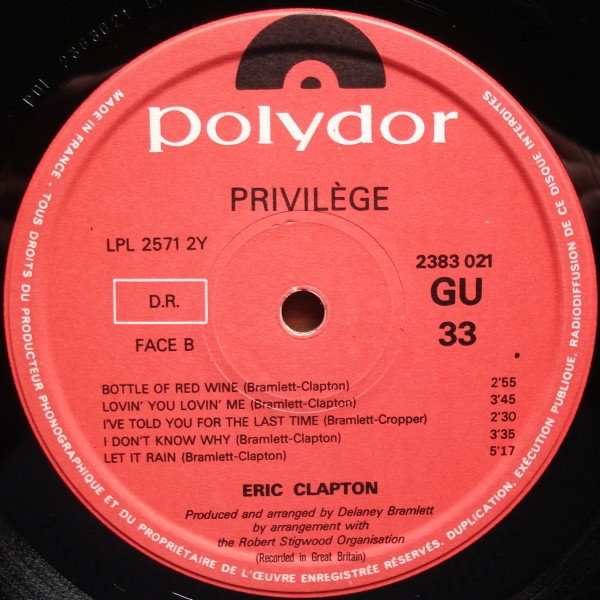 POL 2383021
polydor
PRIVILÈGE
LPL 2571 2Y
2383 021
D.R.
GU
FACE B
33
BOTTLE OF RED WINE (Bramlett-Clapton) 2'55
LOVIN' YOU LOVIN' ME (Bramlett-Clapton) 3'45
I'VE TOLD YOU FOR THE LAST TIME (Bramlett-Cropper) 2'30
I DON'T KNOW WHY (Bramlett-Clapton) 3'35
LET IT RAIN (Bramlett-Clapton) 5'17
ERIC CLAPTON
Produced and arranged by Delaney Bramlett
by arrangement with
the Robert Stigwood Organisation
(Recorded in Great Britain)
MADE IN FRANCE - TOUS DROITS DU PRODUCTEUR PHONOGRAPHIQUE ET DU PROPRIÉTAIRE DE L'ŒUVRE ENREGISTRÉE RÉSERVÉS. DUPLICATION, EXÉCUTION PUBLIQUE, RADIODIFFUSION DE CE DISQUE INTERDITES